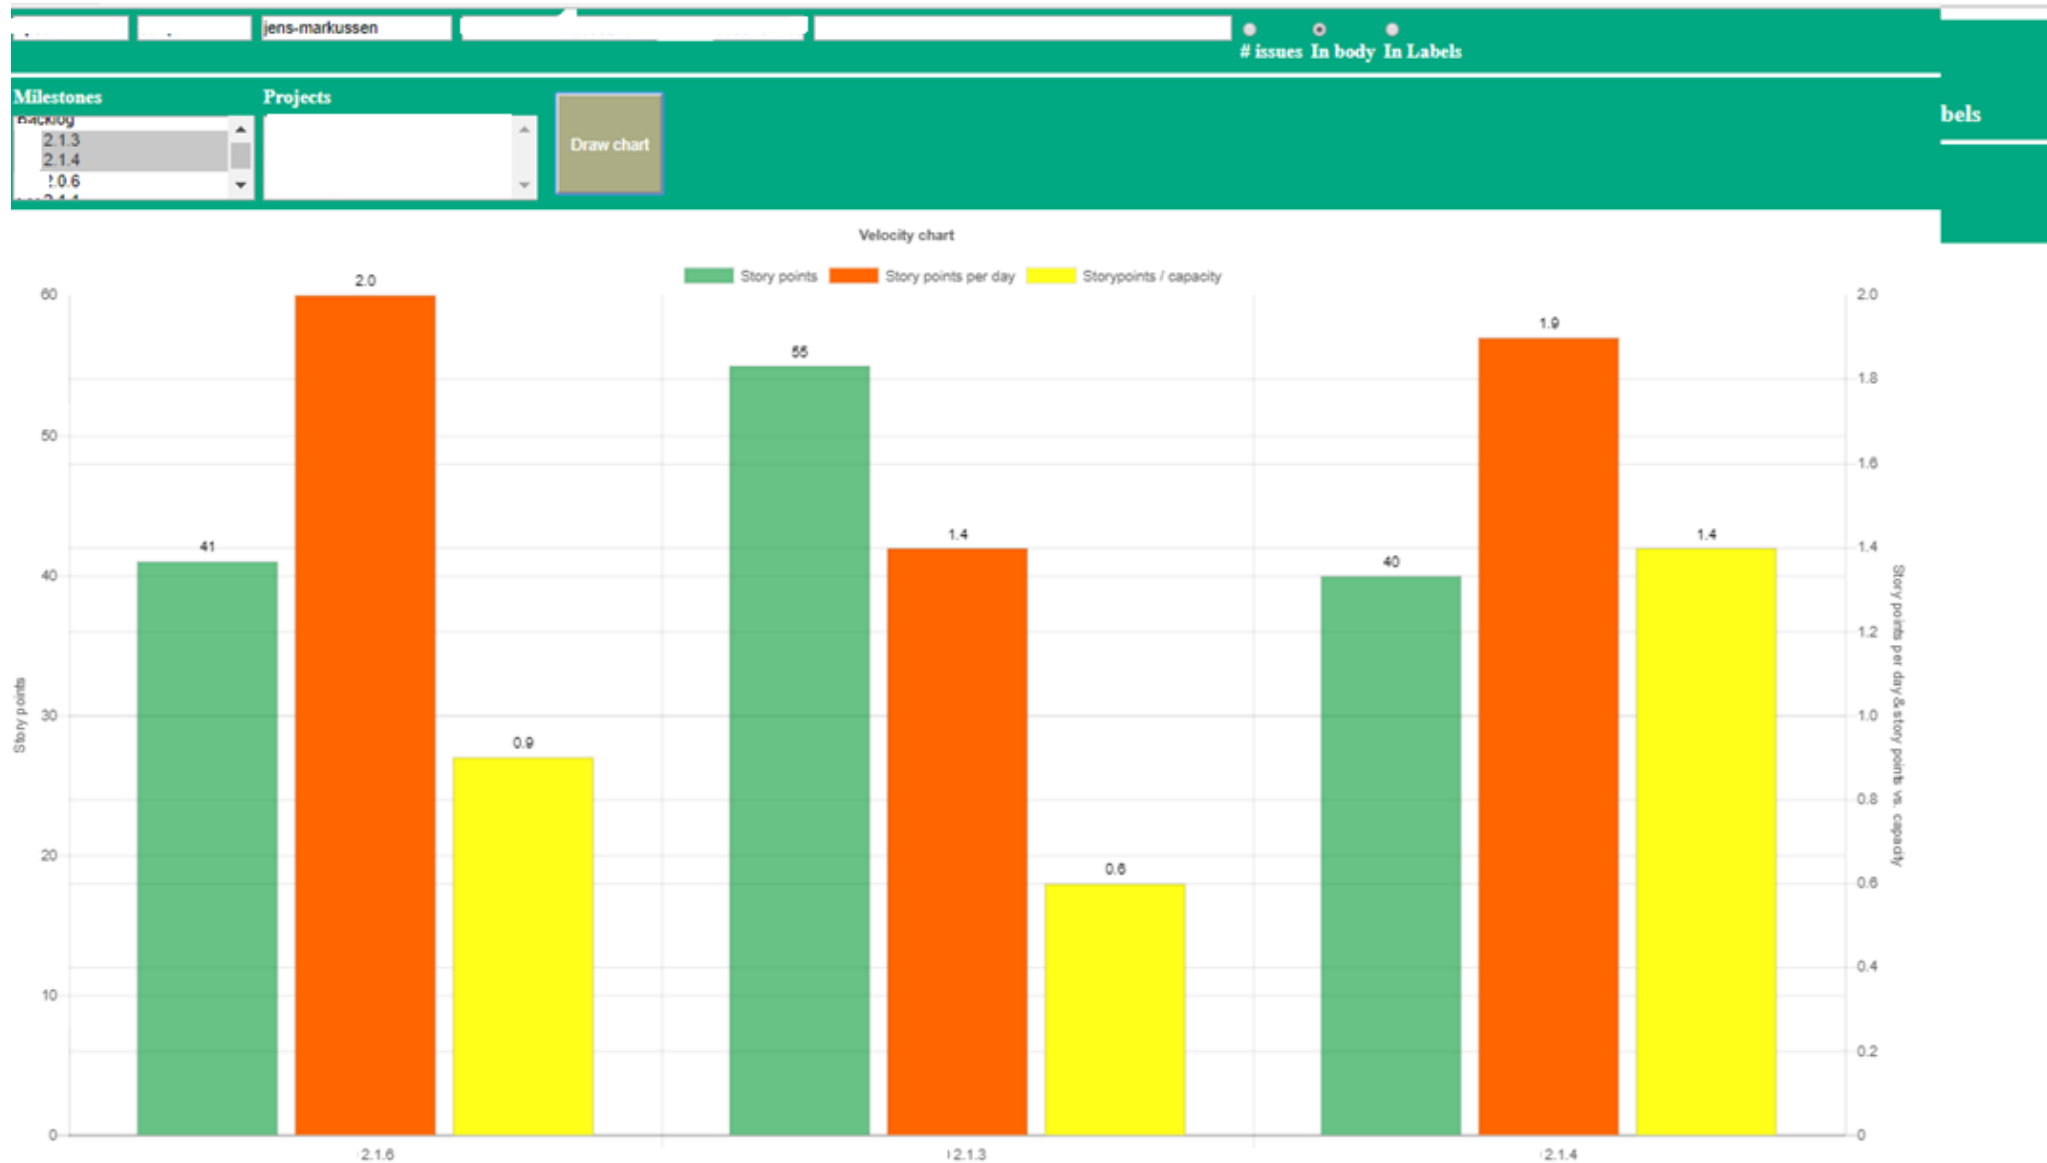 jens-markussen
# issues In body In Labels
Milestones Projects
Backlog
2.1.3
2.1.4
2.0.6
Draw chart
bels
Velocity chart
Story points Story points per day Storypoints / capacity
60 2.0 2.0
1.9
55
1.8
50
1.6
1.4
41 1.4 1.4
40 40
1.2
30 1.0
0.9
0.8
20
0.6
0.6
0.4
10
0.2
0 0
Story points
Story points per day & story points vs. capacity
2.1.6 2.1.3 2.1.4